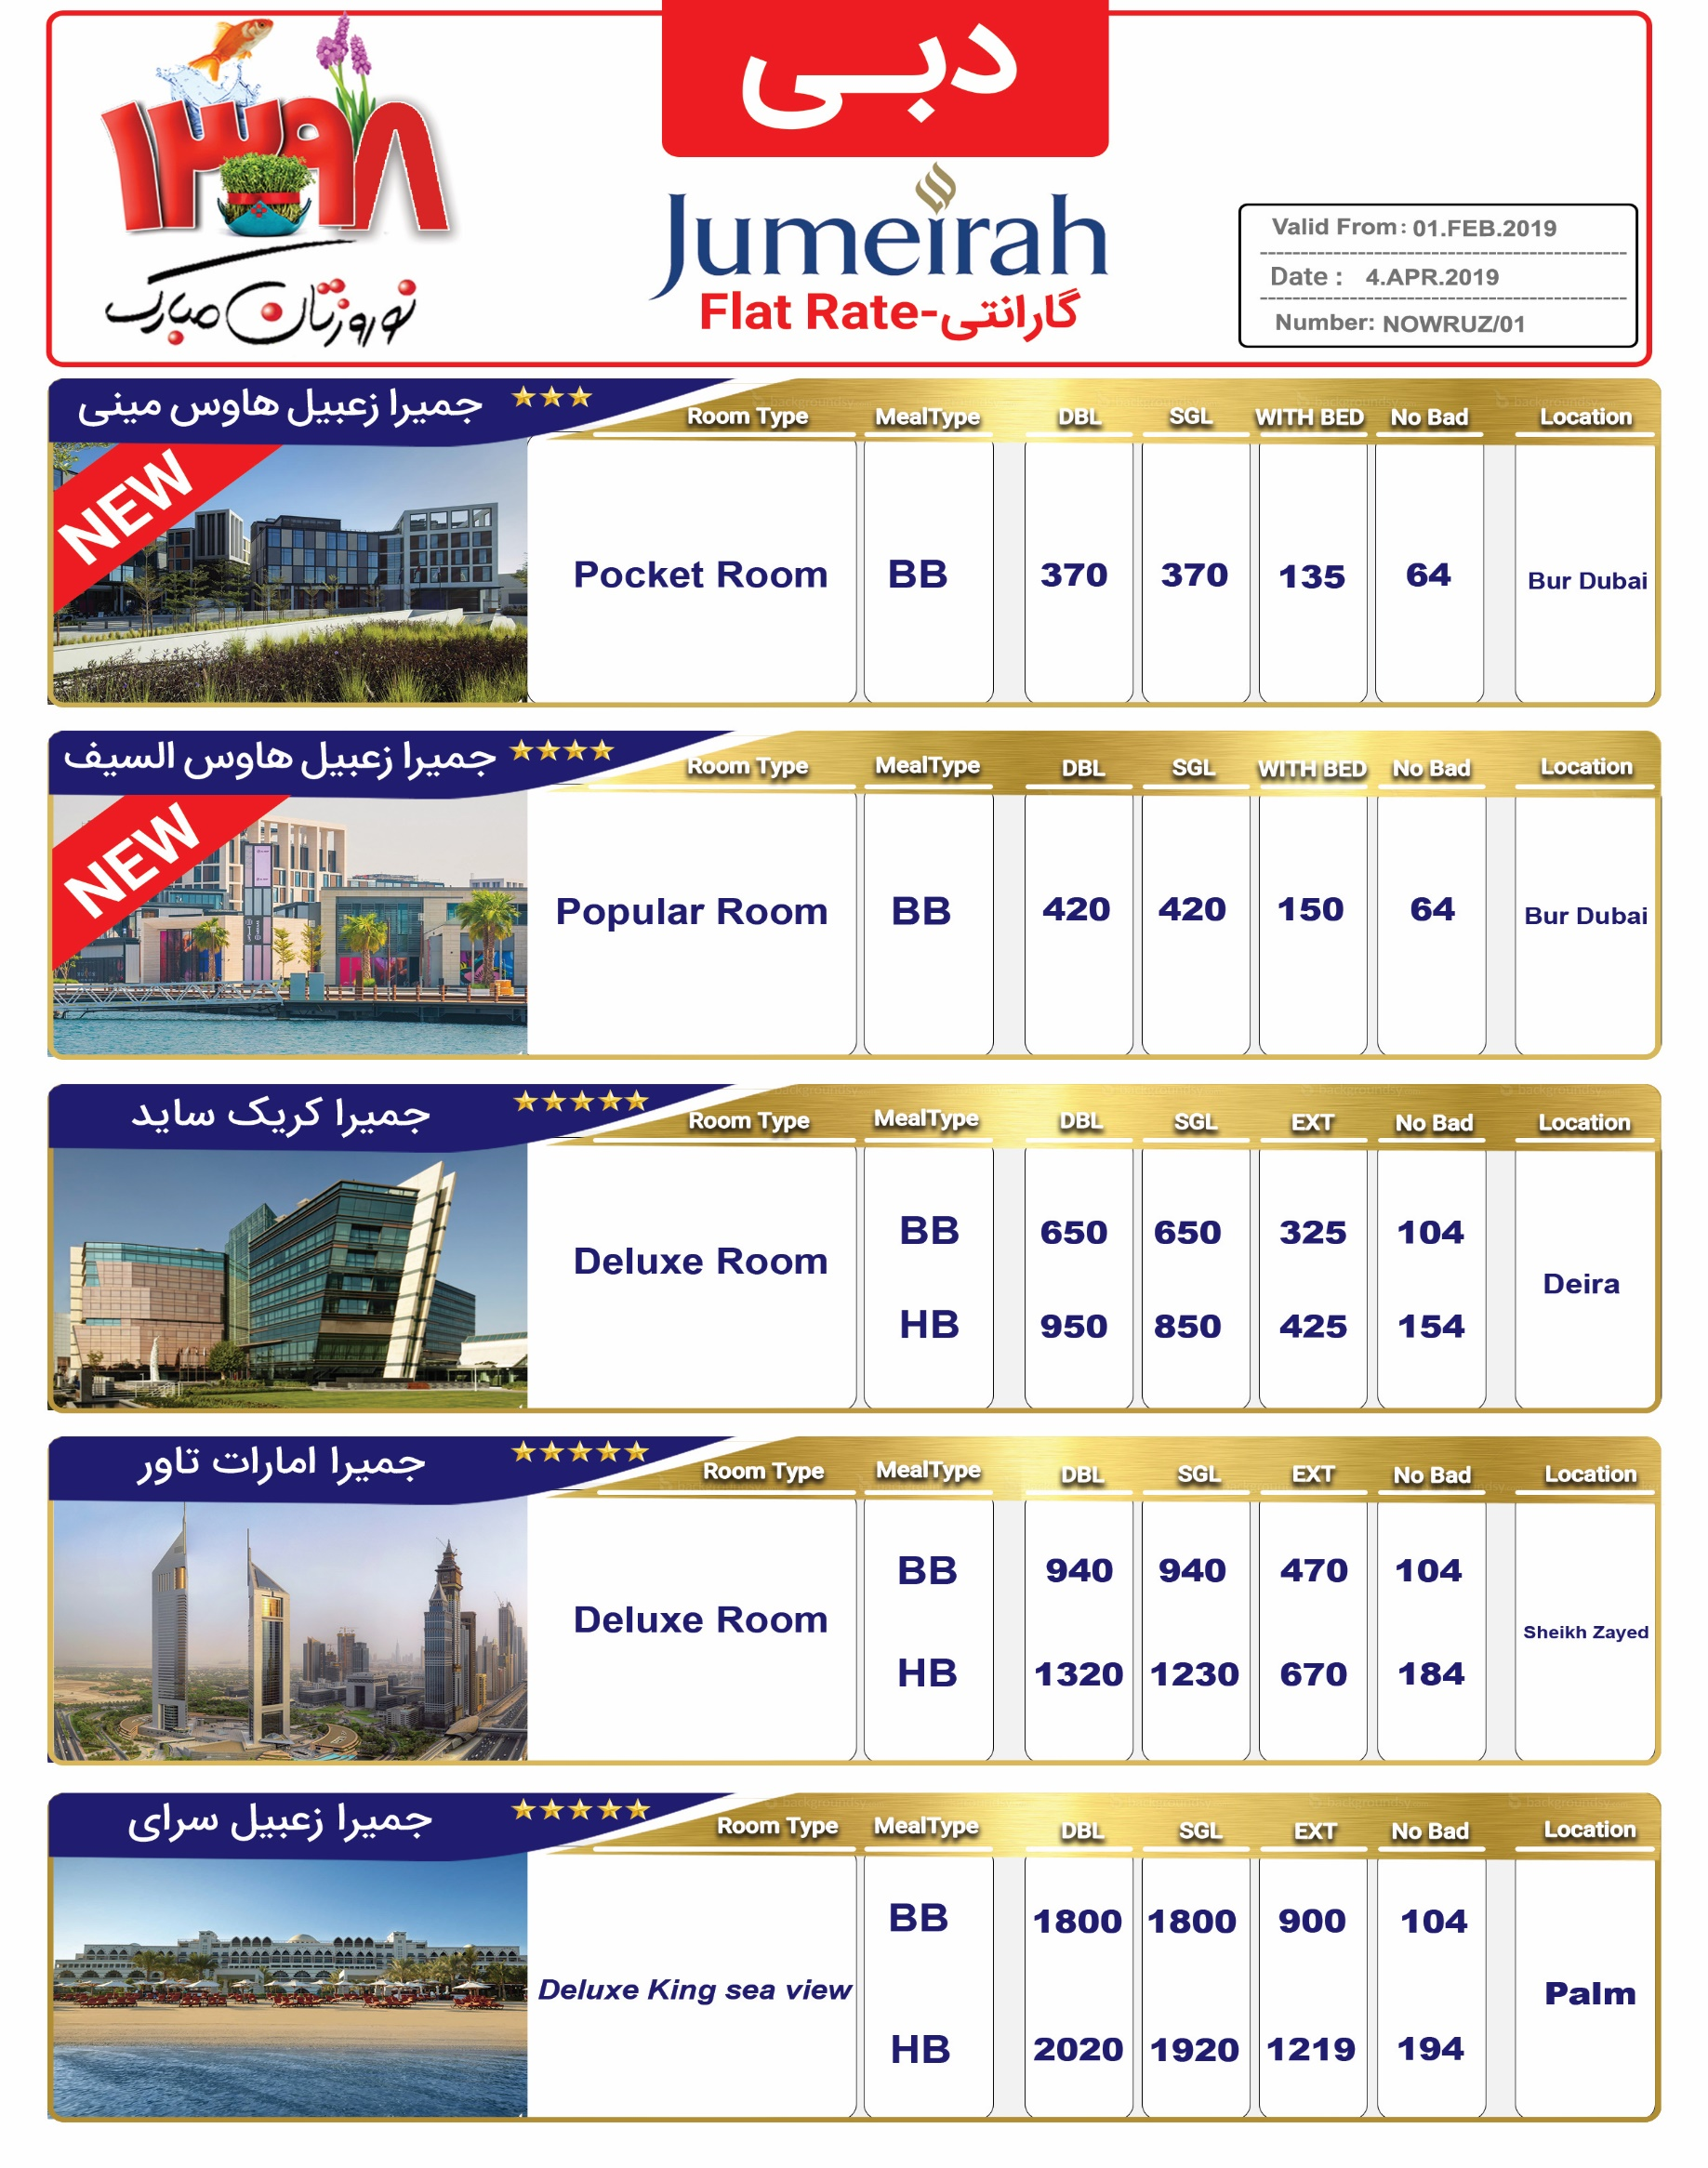 ۱۳۹۸
نوروزتان مبارک
دبی
Jumeirah
Flat Rate-گارانتی
Valid From: 01.FEB.2019
Date : 4.APR.2019
Number: NOWRUZ/01
جمیرا زعبیل هاوس مینی
Room Type MealType DBL SGL WITH BED No Bad Location
NEW
Pocket Room BB 370 370 135 64 Bur Dubai
جمیرا زعبیل هاوس السیف
Room Type MealType DBL SGL WITH BED No Bad Location
NEW
Popular Room BB 420 420 150 64 Bur Dubai
جمیرا کریک ساید
Room Type MealType DBL SGL EXT No Bad Location
BB 650 650 325 104
Deluxe Room Deira
HB 950 850 425 154
جمیرا امارات تاور
Room Type MealType DBL SGL EXT No Bad Location
BB 940 940 470 104
Deluxe Room Sheikh Zayed
HB 1320 1230 670 184
جمیرا زعبیل سرای
Room Type MealType DBL SGL EXT No Bad Location
BB 1800 1800 900 104
Deluxe King sea view Palm
HB 2020 1920 1219 194